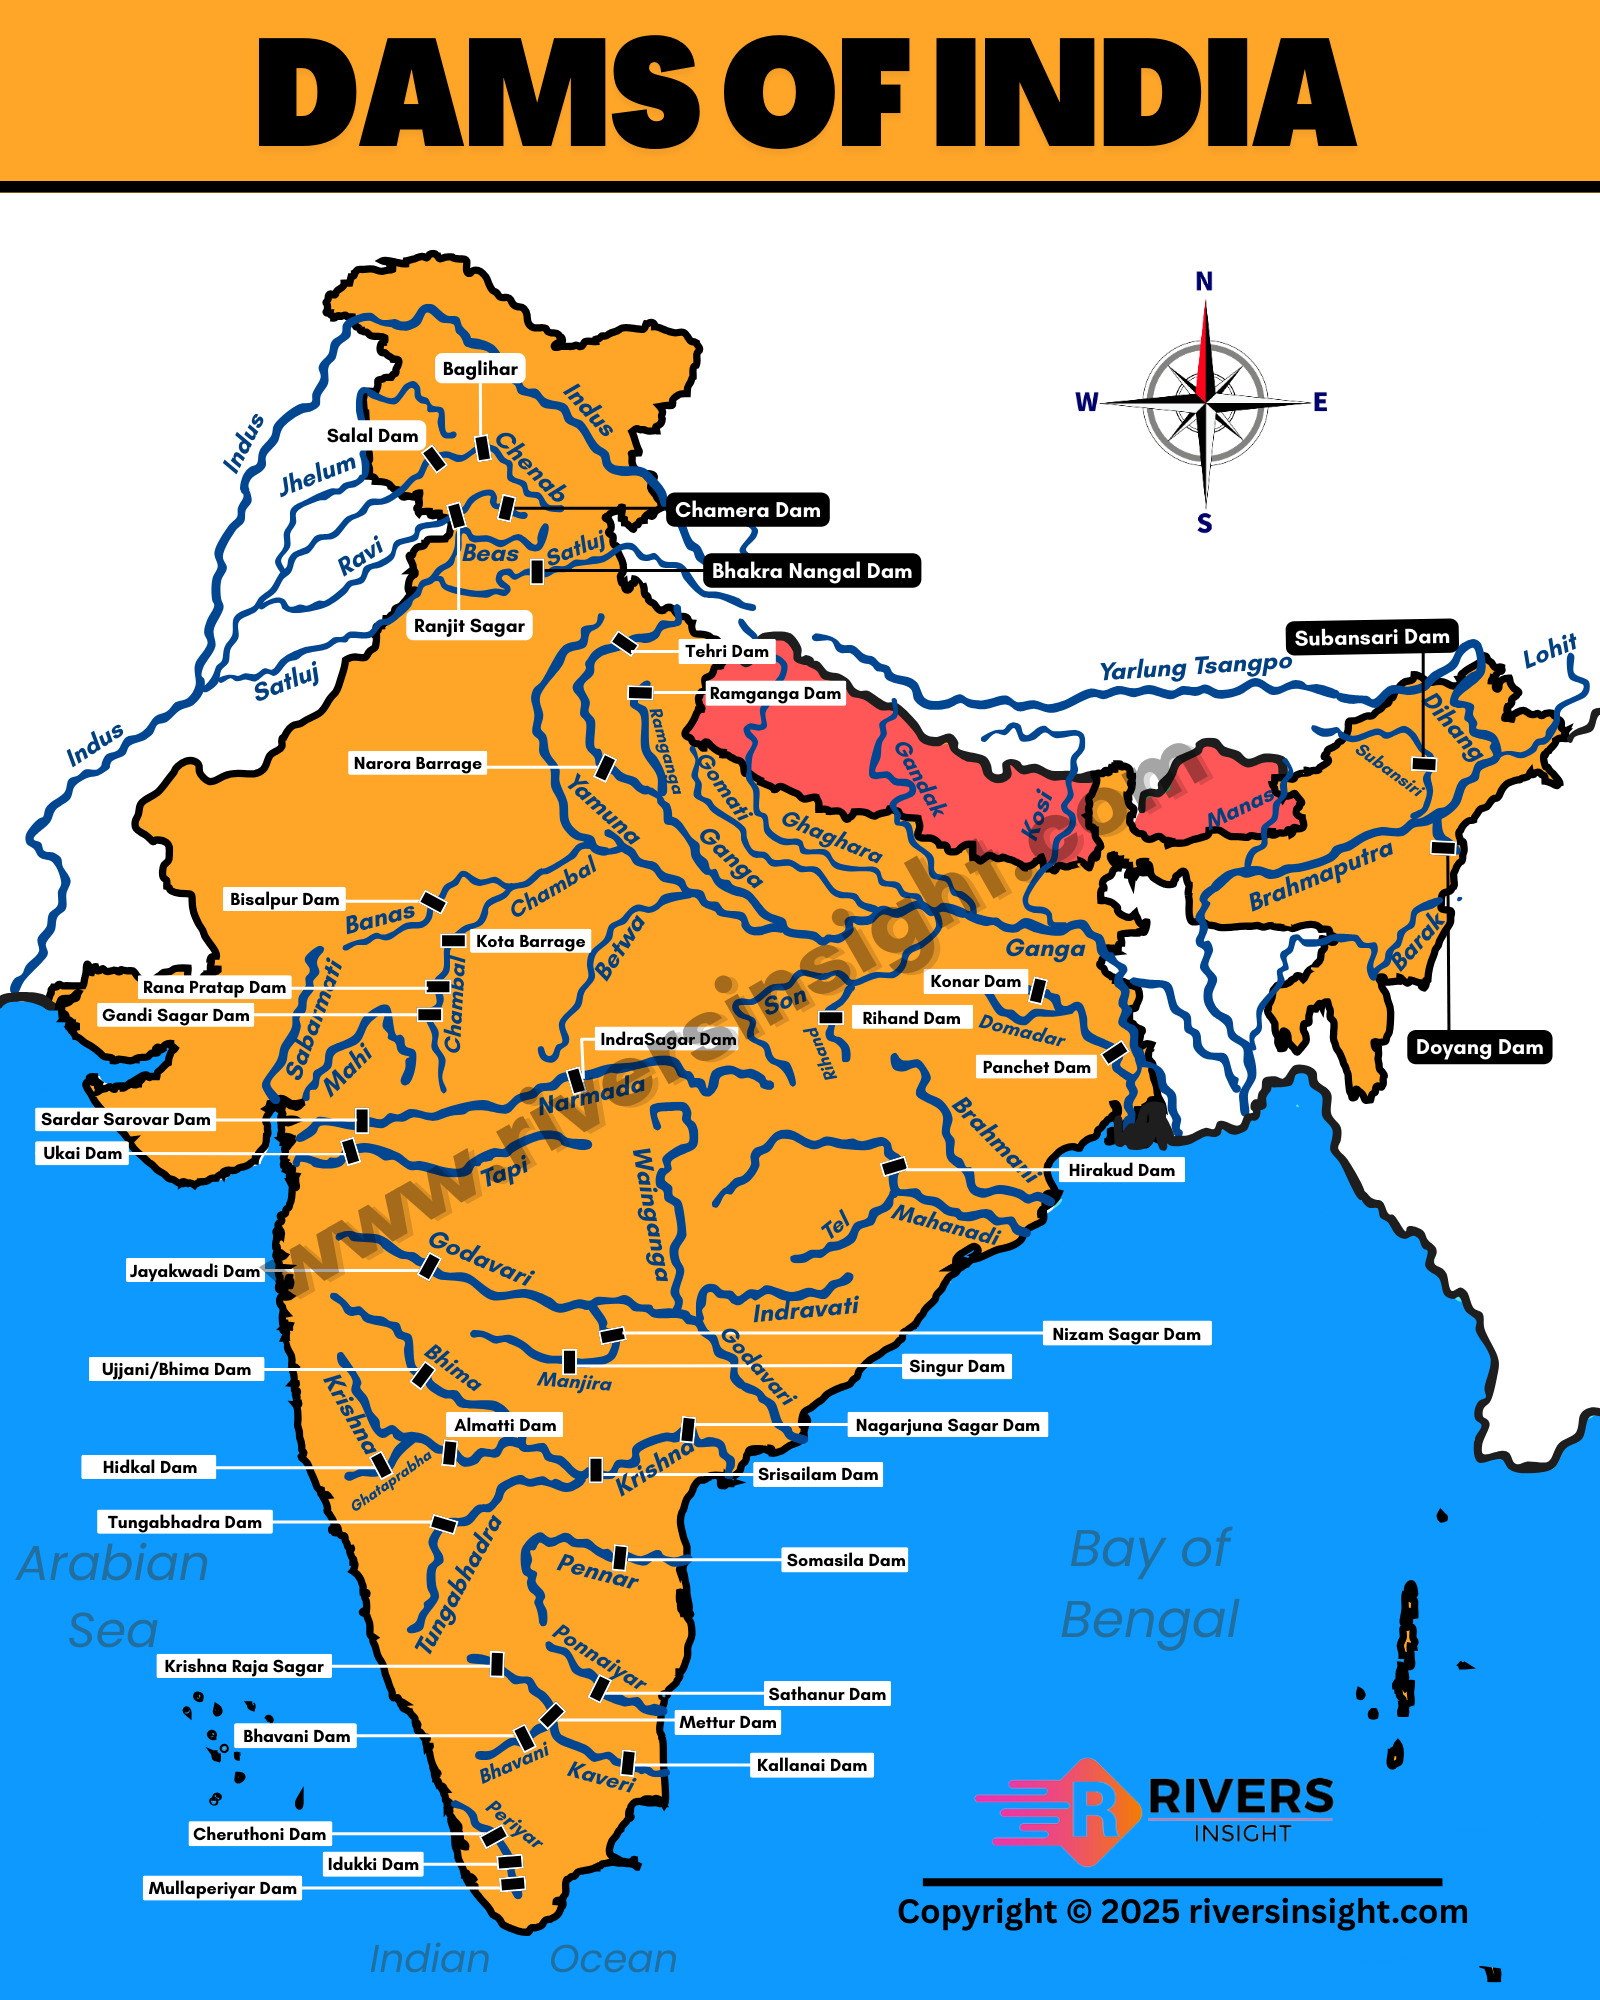 DAMS OF INDIA
N
W
E
S
Baglihar
Indus
Indus
Salal Dam
Chenab
Jhelum
Chamera Dam
Ravi
Beas
Satluj
Bhakra Nangal Dam
Ranjit Sagar
Subansari Dam
Tehri Dam
Lohit
Yarlung Tsangpo
Satluj
Ramganga Dam
Dihang
Indus
Ramganga
Narora Barrage
Gomati
Gandak
Subansiri
Yamuna
Kosi
Manas
Ghaghara
Ganga
Brahmaputra
Chambal
Bisalpur Dam
Banas
Kota Barrage
Betwa
Ganga
Barak
Rana Pratap Dam
Konar Dam
Sabarmati
Chambal
Son
Gandi Sagar Dam
Rihand Dam
Domadar
IndraSagar Dam
Rihand
Doyang Dam
Mahi
Panchet Dam
Narmada
Sardar Sarovar Dam
Brahmani
Ukai Dam
Tapi
Hirakud Dam
Wainganga
Tel
Mahanadi
Godavari
Jayakwadi Dam
Indravati
Nizam Sagar Dam
Godavari
Ujjani/Bhima Dam
Bhima
Singur Dam
Manjira
Krishna
Almatti Dam
Nagarjuna Sagar Dam
Hidkal Dam
Ghataprabha
Krishna
Srisailam Dam
Tungabhadra Dam
Arabian
Sea
Tungabhadra
Pennar
Somasila Dam
Bay of
Bengal
Ponnaiyar
Krishna Raja Sagar
Sathanur Dam
Mettur Dam
Bhavani Dam
Bhavani
Kaveri
Kallanai Dam
Periyar
Cheruthoni Dam
Idukki Dam
Mullaperiyar Dam
R
RIVERS
INSIGHT
Copyright © 2025 riversinsight.com
Indian Ocean
www.riversinsight.com